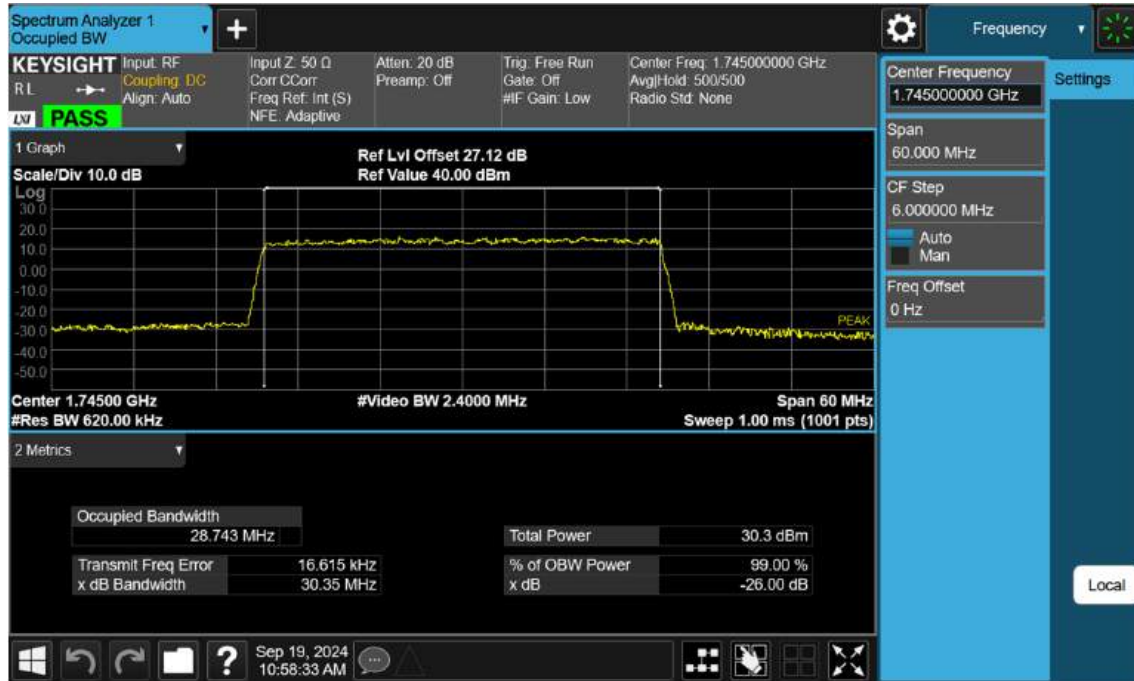 Spectrum Analyzer 1
Occupied BW
Frequency
KEYSIGHT
RL
LXI PASS
Input: RF
Coupling: DC
Align: Auto
Input Z: 50 Ω
Corr CCorr
Freq Ref: Int (S)
NFE: Adaptive
Atten: 20 dB
Preamp: Off
Trig: Free Run
Gate: Off
#IF Gain: Low
Center Freq: 1.745000000 GHz
Avg|Hold: 500/500
Radio Std: None
1 Graph
Scale/Div 10.0 dB
Ref Lvl Offset 27.12 dB
Ref Value 40.00 dBm
Log
30.0
20.0
10.0
0.00
-10.0
-20.0
-30.0
-40.0
-50.0
PEAK
Center 1.74500 GHz
#Video BW 2.4000 MHz
Span 60 MHz
#Res BW 620.00 kHz
Sweep 1.00 ms (1001 pts)
2 Metrics
Occupied Bandwidth
28.743 MHz
Total Power 30.3 dBm
Transmit Freq Error 16.615 kHz
% of OBW Power 99.00 %
x dB Bandwidth 30.35 MHz
x dB -26.00 dB
?
Sep 19, 2024
10:58:33 AM
Center Frequency
1.745000000 GHz
Settings
Span
60.000 MHz
CF Step
6.000000 MHz
Auto
Man
Freq Offset
0 Hz
Local